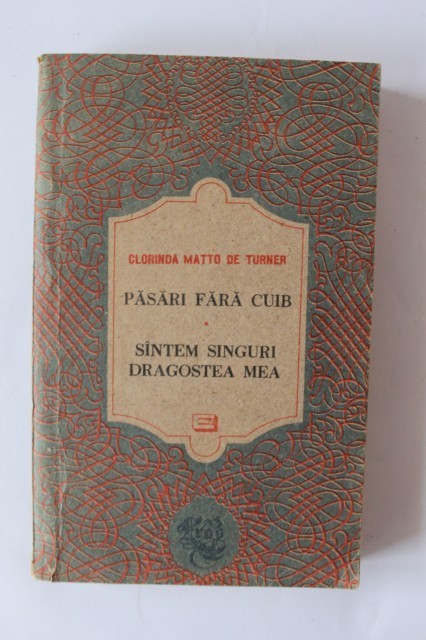 CLORINDA MATTO DE TURNER
PĂSĂRI FĂRĂ CUIB
SÎNTEM SINGURI
DRAGOSTEA MEA